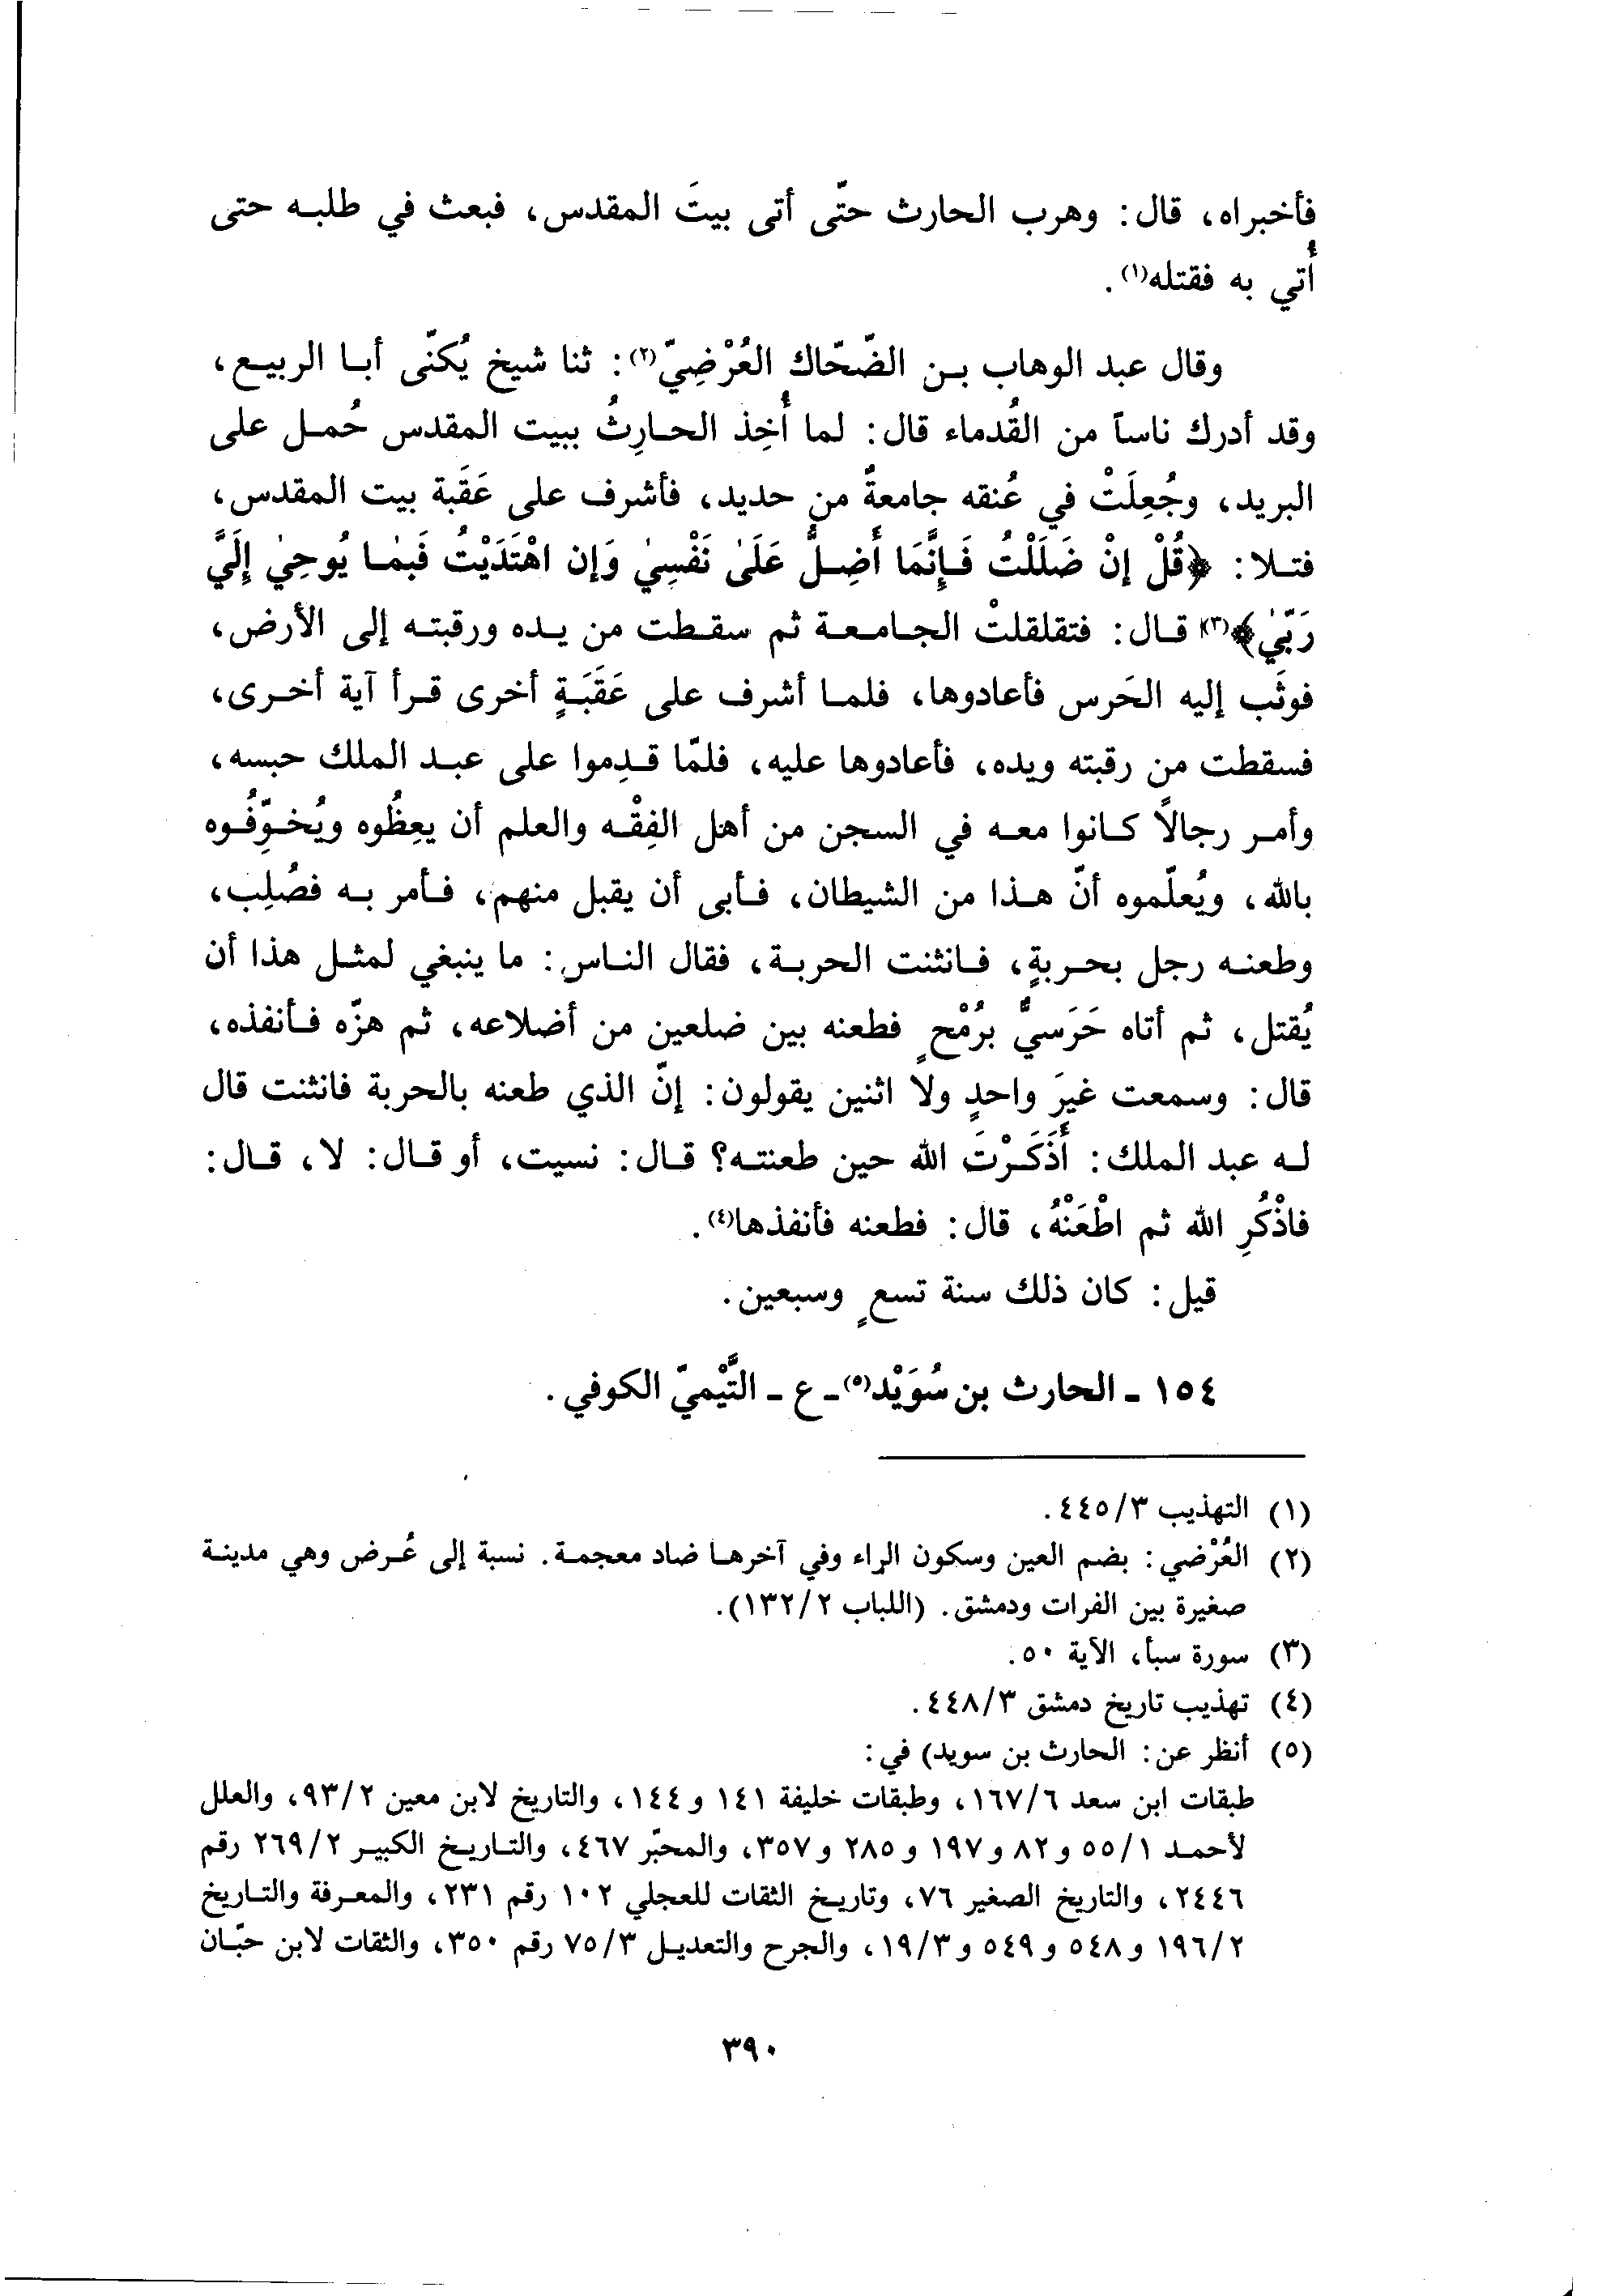 فأخبراه، قال: وهرب الحارث حتّى أتى بيتَ المقدس، فبعث في طلبه حتى
أُتي به فقتله(١).
وقال عبد الوهاب بن الضّحّاك العُرْضِيّ(٢): ثنا شيخ يُكنّى أبا الربيع،
وقد أدرك ناساً من القُدماء قال: لما أُخِذ الحارِثُ ببيت المقدس حُمل على
البريد، وجُعِلَتْ في عُنقه جامعةٌ من حديد، فأشرف على عَقَبة بيت المقدس،
فتلا: ﴿قُلْ إنْ ضَلَلْتُ فَإِنَّمَا أَضِلُّ عَلَىٰ نَفْسِيٰ وَإن اهْتَدَيْتُ فَبِمٰا يُوحِيٰ إِلَيَّ
رَبّيٰ﴾(٣) قال: فتقلقلتْ الجامعة ثم سقطت من يده ورقبته إلى الأرض،
فوثَب إليه الحَرس فأعادوها، فلما أشرف على عَقَبَةٍ أخرى قرأ آية أخرى،
فسقطت من رقبته ويده، فأعادوها عليه، فلمّا قدِموا على عبد الملك حبسه،
وأمر رجالاً كانوا معه في السجن من أهل الفِقْه والعلم أن يعِظُوه ويُخوِّفُوه
بالله، ويُعلّموه أنّ هذا من الشيطان، فأبى أن يقبل منهم، فأمر به فصُلِب،
وطعنه رجل بحربةٍ، فانثنت الحربة، فقال الناس: ما ينبغي لمثل هذا أن
يُقتل، ثم أتاه حَرَسيٌّ برُمْحٍ فطعنه بين ضلعين من أضلاعه، ثم هزّه فأنفذه،
قال: وسمعت غيرَ واحدٍ ولا اثنين يقولون: إنّ الذي طعنه بالحربة فانثنت قال
له عبد الملك: أَذَكَرْتَ الله حين طعنته؟ قال: نسيت، أو قال: لا، قال:
فاذْكُرِ الله ثم اطْعَنْهُ، قال: فطعنه فأنفذها(٤).
قيل: كان ذلك سنة تسعٍ وسبعين.
١٥٤ - الحارث بن سُوَيْد(٥) - ع - التَّيْميّ الكوفي.
(١) التهذيب ٣/٤٤٥.
(٢) العُرْضي: بضم العين وسكون الراء وفي آخرها ضاد معجمة. نسبة إلى عُرض وهي مدينة
صغيرة بين الفرات ودمشق. (اللباب ٢/١٣٢).
(٣) سورة سبأ، الآية ٥٠.
(٤) تهذيب تاريخ دمشق ٣/٤٤٨.
(٥) أنظر عن: الحارث بن سويد) في:
طبقات ابن سعد ٦/١٦٧، وطبقات خليفة ١٤١ و١٤٤، والتاريخ لابن معين ٢/٩٣، والعلل
لأحمد ١/٥٥ و٨٢ و١٩٧ و٢٨٥ و٣٥٧، والمحبّر ٤٦٧، والتاريخ الكبير ٢/٢٦٩ رقم
٢٤٤٦، والتاريخ الصغير ٧٦، وتاريخ الثقات للعجلي ١٠٢ رقم ٢٣١، والمعرفة والتاريخ
٢/١٩٦ و٥٤٨ و٥٤٩ و٣/١٩، والجرح والتعديل ٣/٧٥ رقم ٣٥٠، والثقات لابن حبّان
٣٩٠